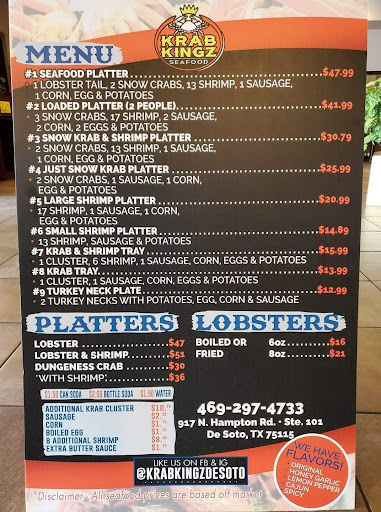 KRAB
KINGZ
SEAFOOD
MENU
#1 SEAFOOD PLATTER $47.99
• 1 LOBSTER TAIL, 2 SNOW CRABS, 13 SHRIMP, 1 SAUSAGE,
1 CORN, EGG & POTATOES
#2 LOADED PLATTER (2 PEOPLE) $41.99
• 3 SNOW CRABS, 17 SHRIMP, 2 SAUSAGE,
2 CORN, 2 EGGS & POTATOES
#3 SNOW KRAB & SHRIMP PLATTER $30.79
• 2 SNOW CRABS, 13 SHRIMP, 1 SAUSAGE,
1 CORN, EGG & POTATOES
#4 JUST SNOW KRAB PLATTER $25.99
• 2 SNOW CRABS, 1 SAUSAGE, 1 CORN,
EGG & POTATOES
#5 LARGE SHRIMP PLATTER $20.99
• 17 SHRIMP, 1 SAUSAGE, 1 CORN,
EGG & POTATOES
#6 SMALL SHRIMP PLATTER $14.89
• 13 SHRIMP, SAUSAGE & POTATOES
#7 KRAB & SHRIMP TRAY $15.99
• 1 CLUSTER, 6 SHRIMP, 1 SAUSAGE, CORN, EGGS & POTATOES
#8 KRAB TRAY $13.99
• 1 CLUSTER, 1 SAUSAGE, CORN, EGGS & POTATOES
#9 TURKEY NECK PLATE $12.99
• 2 TURKEY NECKS WITH POTATOES, EGG, CORN & SAUSAGE
PLATTERS
LOBSTER $47
LOBSTER & SHRIMP $51
DUNGENESS CRAB $30
*WITH SHRIMP* $36
LOBSTERS
BOILED OR 6oz $16
FRIED 8oz $21
$1.50 CAN SODA $2.50 BOTTLE SODA $1.50 WATER
ADDITIONAL KRAB CLUSTER
SAUSAGE
CORN
BOILED EGG
ADDITIONAL SHRIMP
EXTRA BUTTER SAUCE
469-297-4733
917 N. Hampton Rd. • Ste. 101
De Soto, TX 75115
LIKE US ON FB & IG
@KRABKINGZDESOTO
WE HAVE
FLAVORS!
• ORIGINAL
• HONEY GARLIC
• LEMON PEPPER
• CAJUN
• SPICY
Disclaimer: All seafood prices are based off market